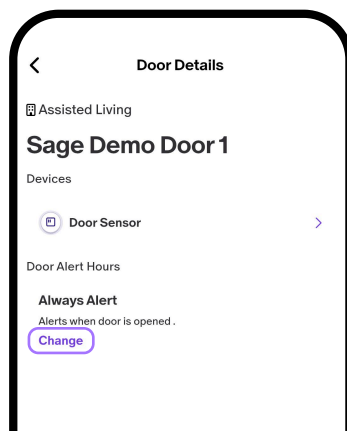 Door Details
Assisted Living
Sage Demo Door 1
Devices
Door Sensor
Door Alert Hours
Always Alert
Alerts when door is opened .
Change